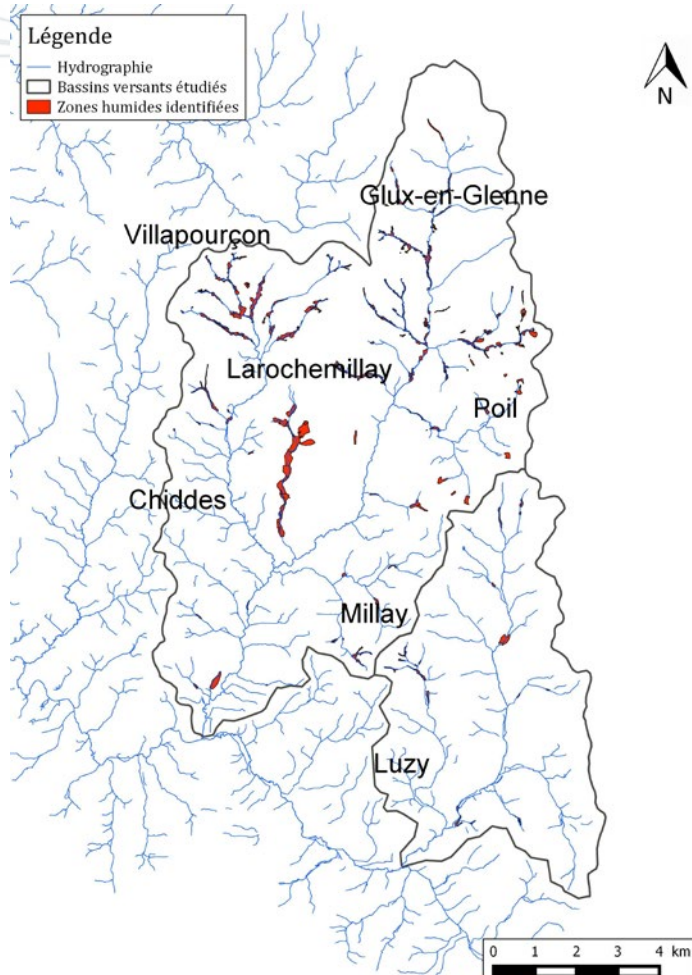 Légende
Hydrographie
Bassins versants étudiés
Zones humides identifiées
N
Glux-en-Glenne
Villapourçon
Larochemillay
Poil
Chiddes
Millay
Luzy
0 1 2 3 4 km